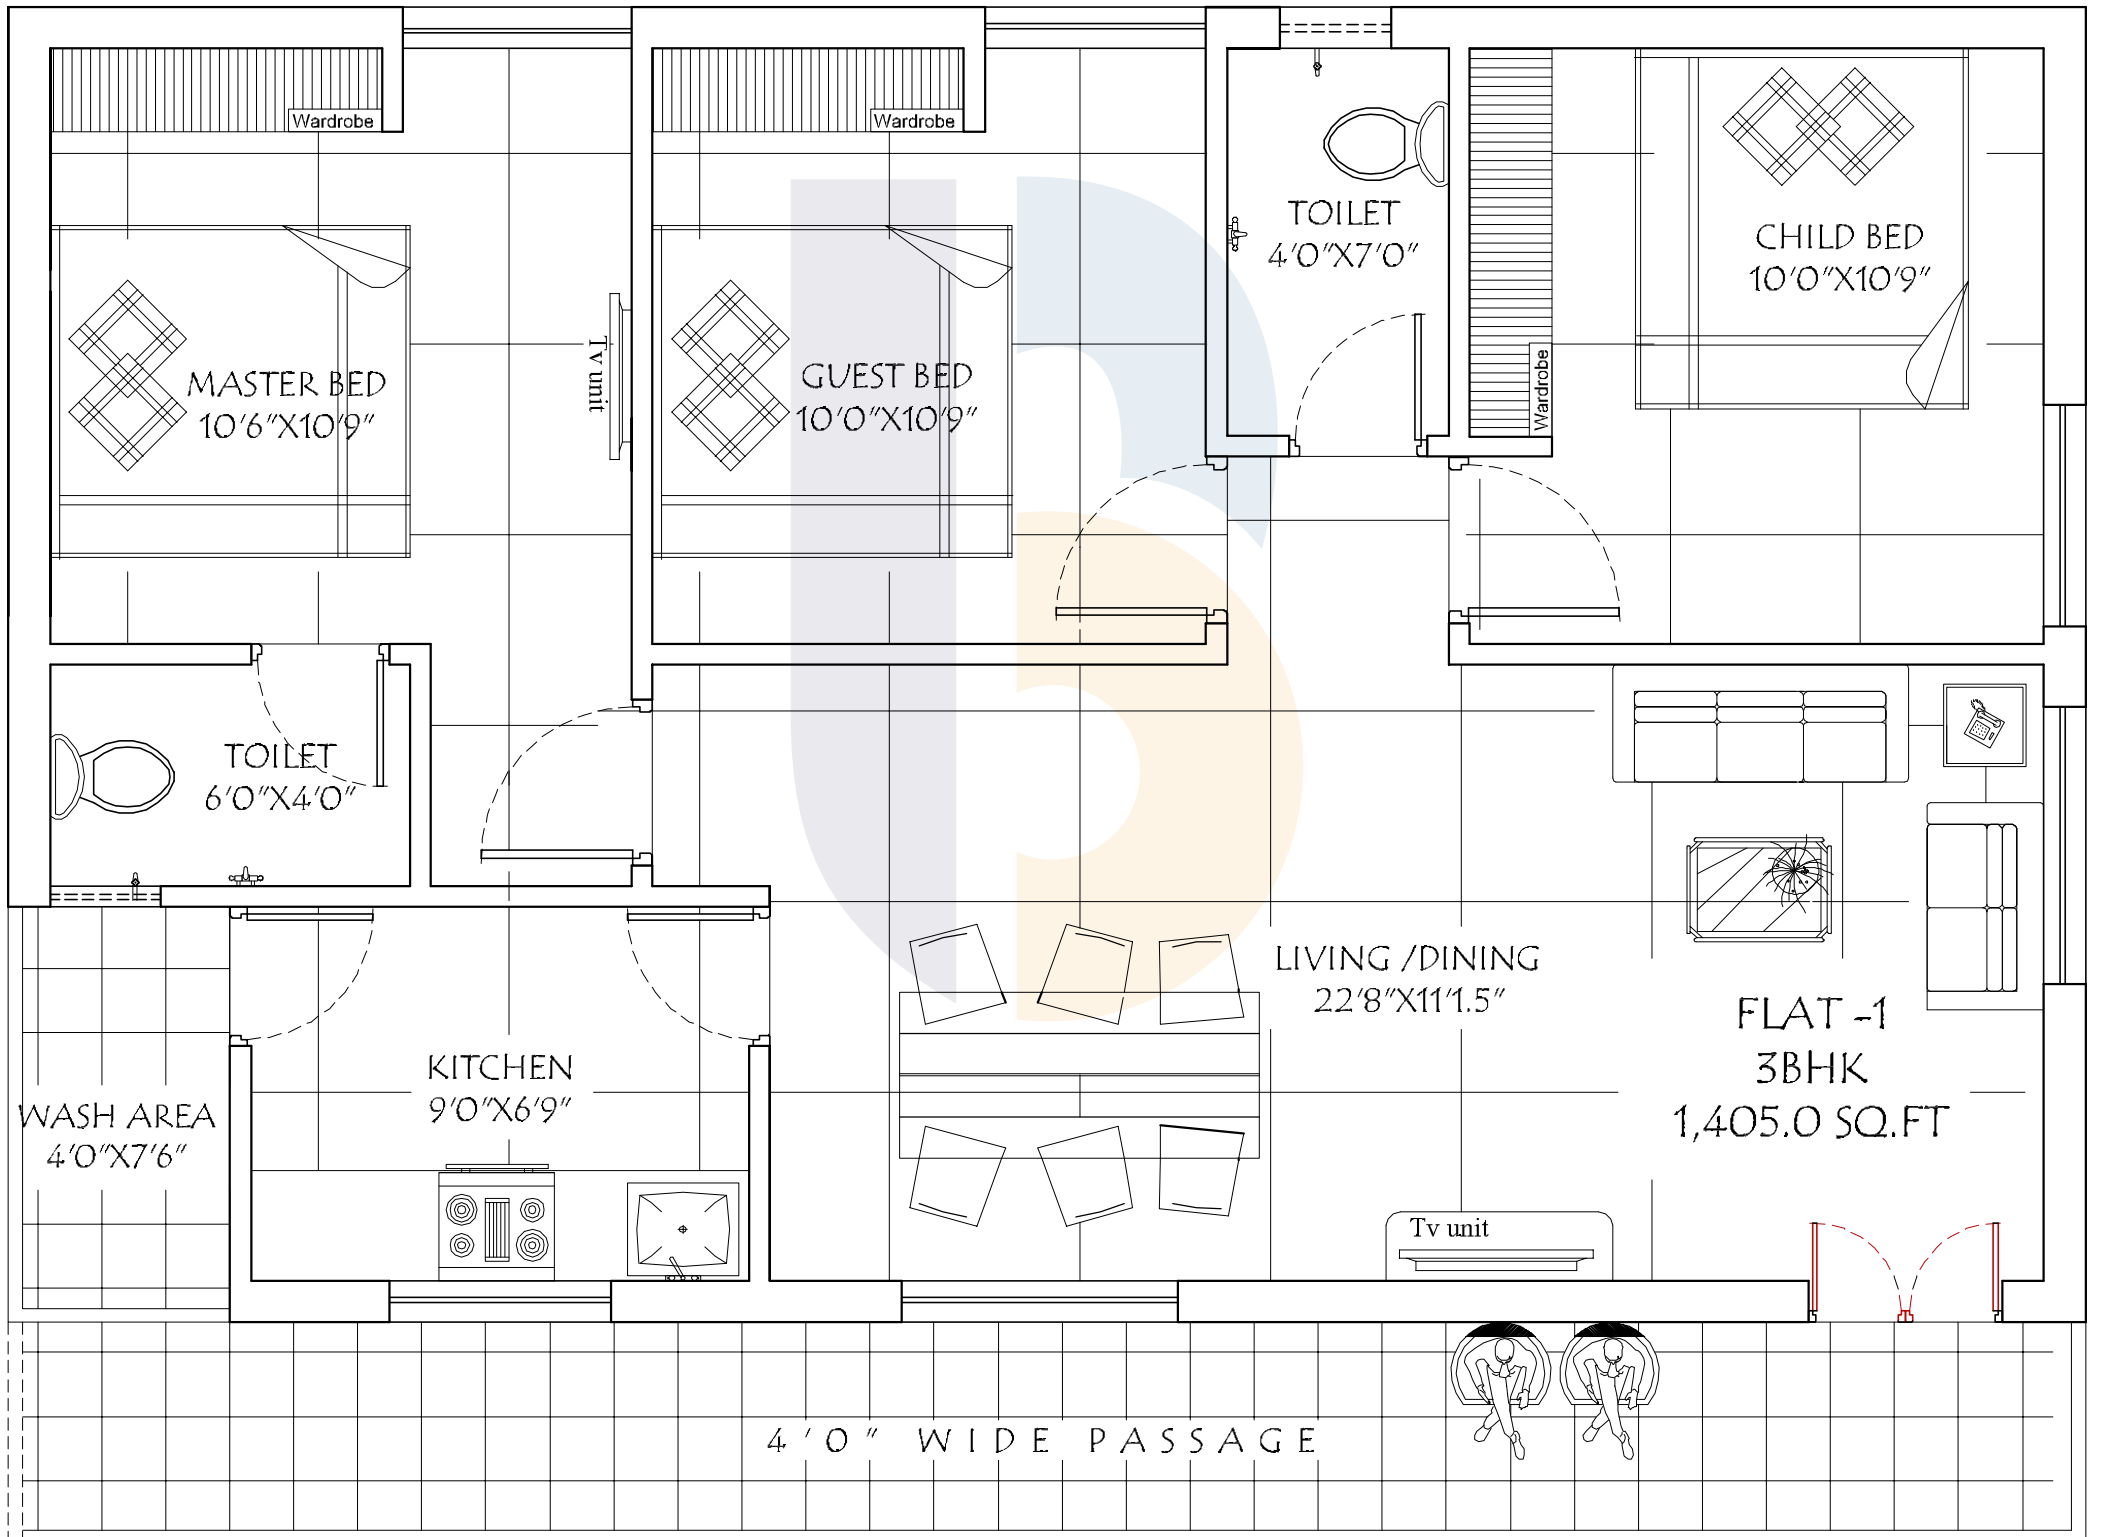 Wardrobe
Wardrobe
TOILET
4'0"X7'0"
CHILD BED
10'0"X10'9"
Wardrobe
Tv unit
MASTER BED
10'6"X10'9"
GUEST BED
10'0"X10'9"
TOILET
6'0"X4'0"
LIVING /DINING
22'8"X11'1.5"
FLAT -1
3BHK
1,405.0 SQ.FT
KITCHEN
9'0"X6'9"
WASH AREA
4'0"X7'6"
Tv unit
4'0" WIDE PASSAGE